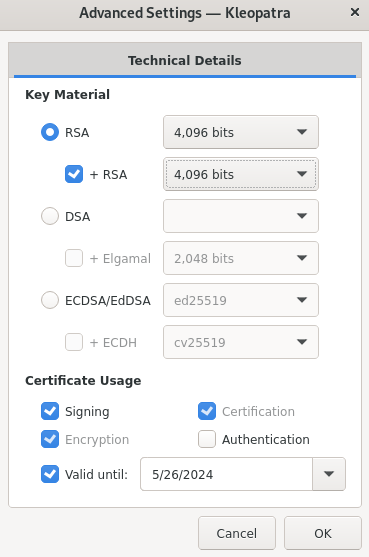 Advanced Settings — Kleopatra ×
Technical Details
Key Material
RSA 4,096 bits
+ RSA 4,096 bits
DSA
+ Elgamal 2,048 bits
ECDSA/EdDSA ed25519
+ ECDH cv25519
Certificate Usage
Signing Certification
Encryption Authentication
Valid until: 5/26/2024
Cancel OK